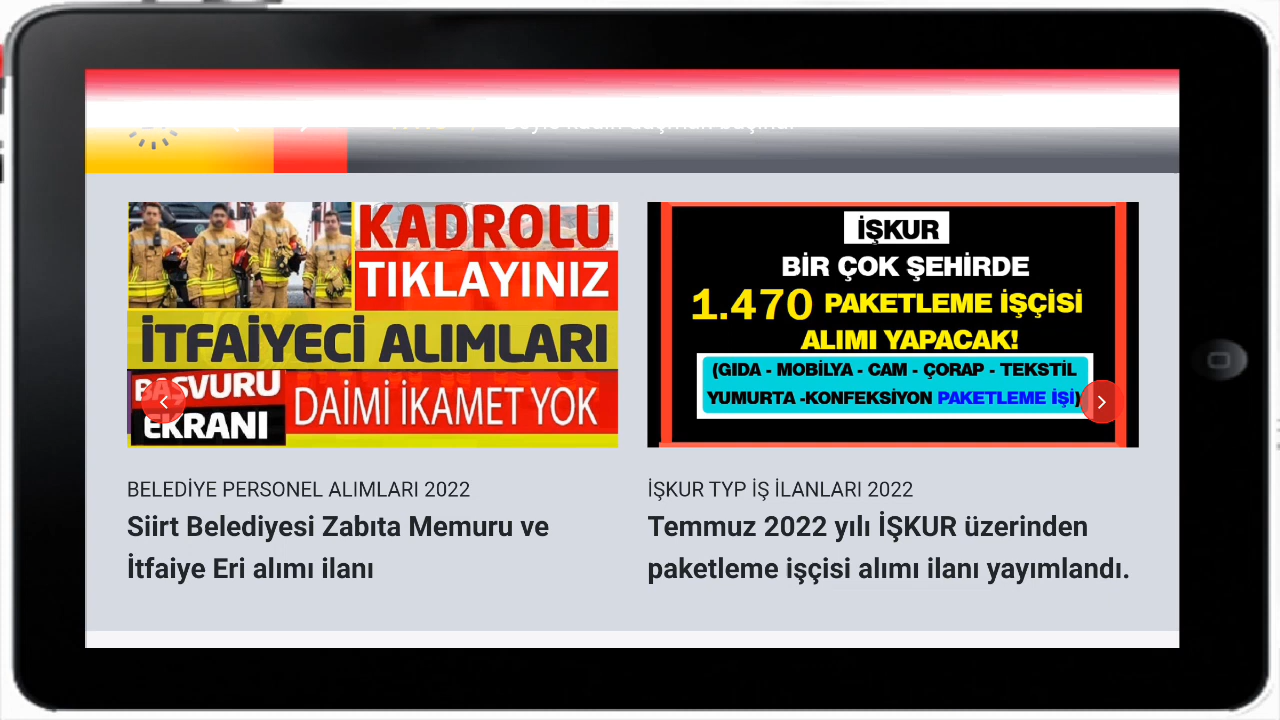 KADROLU
TIKLAYINIZ
İTFAİYECİ ALIMLARI
BAŞVURU
EKRANI
DAİMİ İKAMET YOK
İŞKUR
BİR ÇOK ŞEHİRDE
1.470 PAKETLEME İŞÇİSİ
ALIMI YAPACAK!
(GIDA - MOBİLYA - CAM - ÇORAP - TEKSTİL
YUMURTA -KONFEKSİYON PAKETLEME İŞİ)
BELEDİYE PERSONEL ALIMLARI 2022
Siirt Belediyesi Zabıta Memuru ve
İtfaiye Eri alımı ilanı
İŞKUR TYP İŞ İLANLARI 2022
Temmuz 2022 yılı İŞKUR üzerinden
paketleme işçisi alımı ilanı yayımlandı.